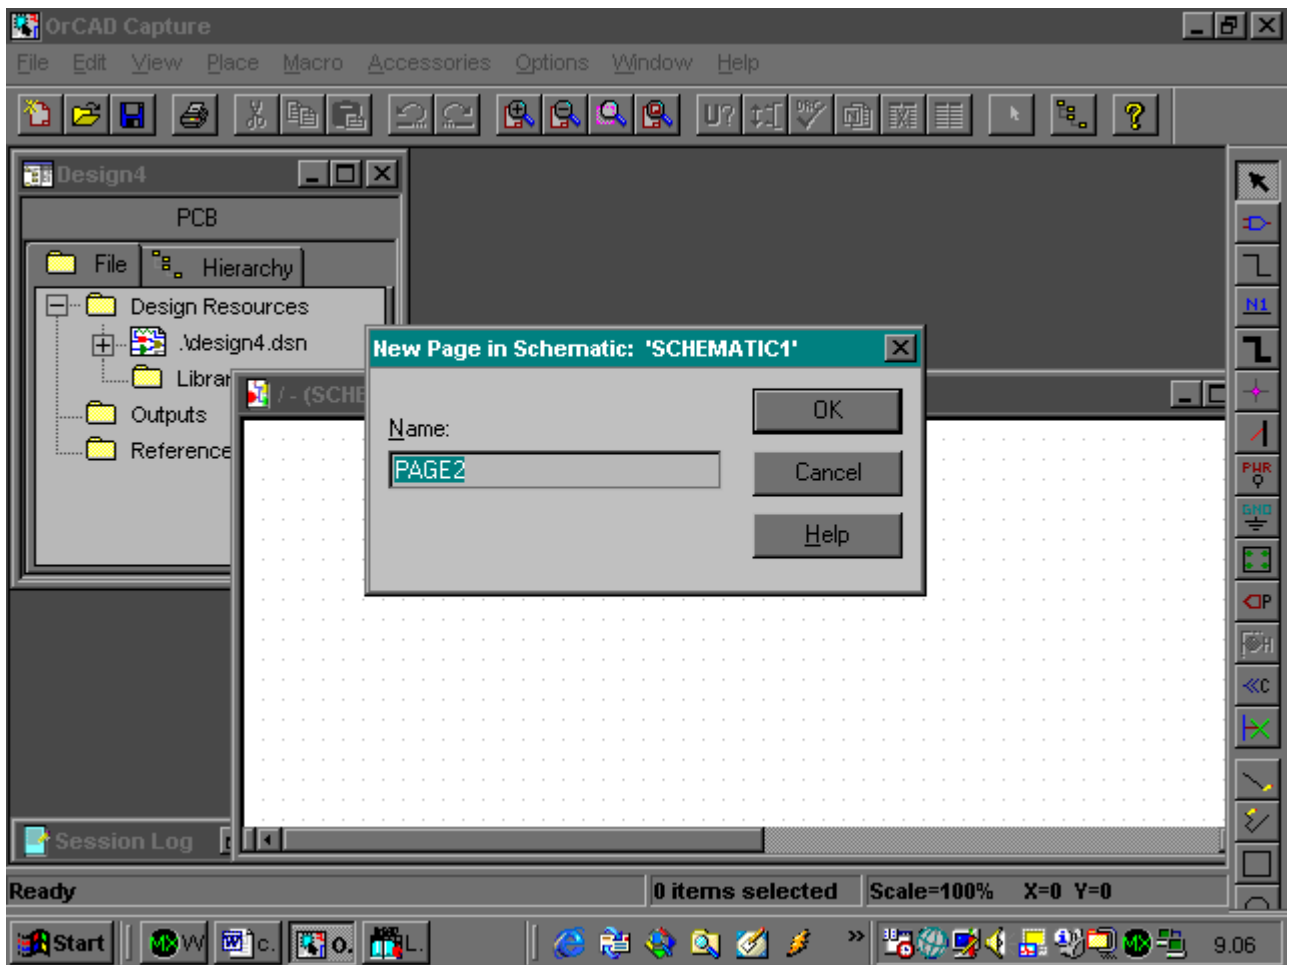 OrCAD Capture
File Edit View Place Macro Accessories Options Window Help
U? DRC
Design4
PCB
File Hierarchy
Design Resources
.\design4.dsn
Librar
Outputs
Reference
/ - (SCHE
New Page in Schematic: 'SCHEMATIC1'
Name:
PAGE2
OK
Cancel
Help
N1
PWR
GND
P
H
C
Session Log
Ready
0 items selected
Scale=100% X=0 Y=0
Start
W
c.
O.
L.
9.06